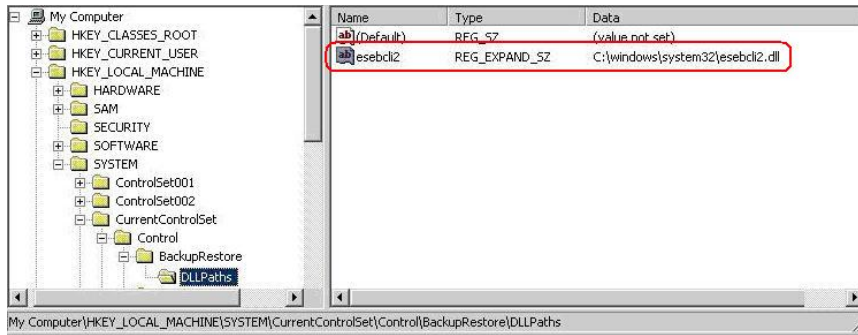 My Computer
HKEY_CLASSES_ROOT
HKEY_CURRENT_USER
HKEY_LOCAL_MACHINE
HARDWARE
SAM
SECURITY
SOFTWARE
SYSTEM
ControlSet001
ControlSet002
CurrentControlSet
Control
BackupRestore
DLLPaths
Name Type Data
ab (Default) REG_SZ (value not set)
ab esebcli2 REG_EXPAND_SZ C:\windows\system32\esebcli2.dll
My Computer\HKEY_LOCAL_MACHINE\SYSTEM\CurrentControlSet\Control\BackupRestore\DLLPaths